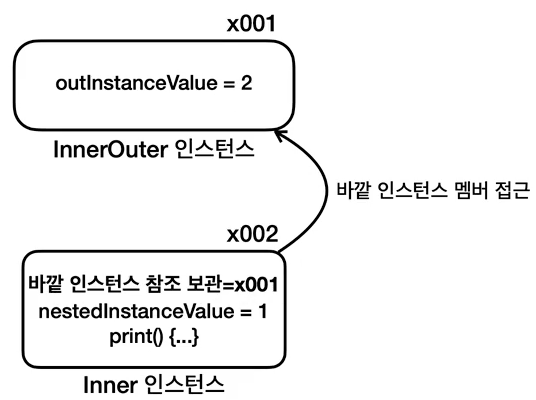 x001
outInstanceValue = 2
InnerOuter 인스턴스
바깥 인스턴스 멤버 접근
x002
바깥 인스턴스 참조 보관=x001
nestedInstanceValue = 1
print() {...}
Inner 인스턴스